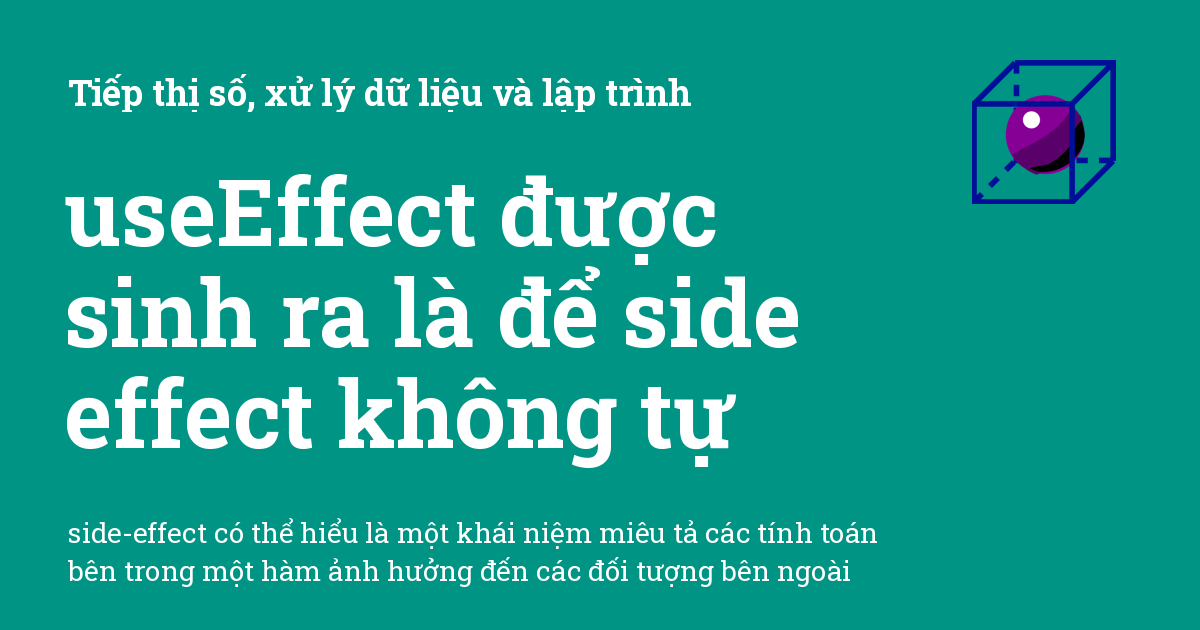 Tiếp thị số, xử lý dữ liệu và lập trình
useEffect được
sinh ra là để side
effect không tự
side-effect có thể hiểu là một khái niệm miêu tả các tính toán
bên trong một hàm ảnh hưởng đến các đối tượng bên ngoài